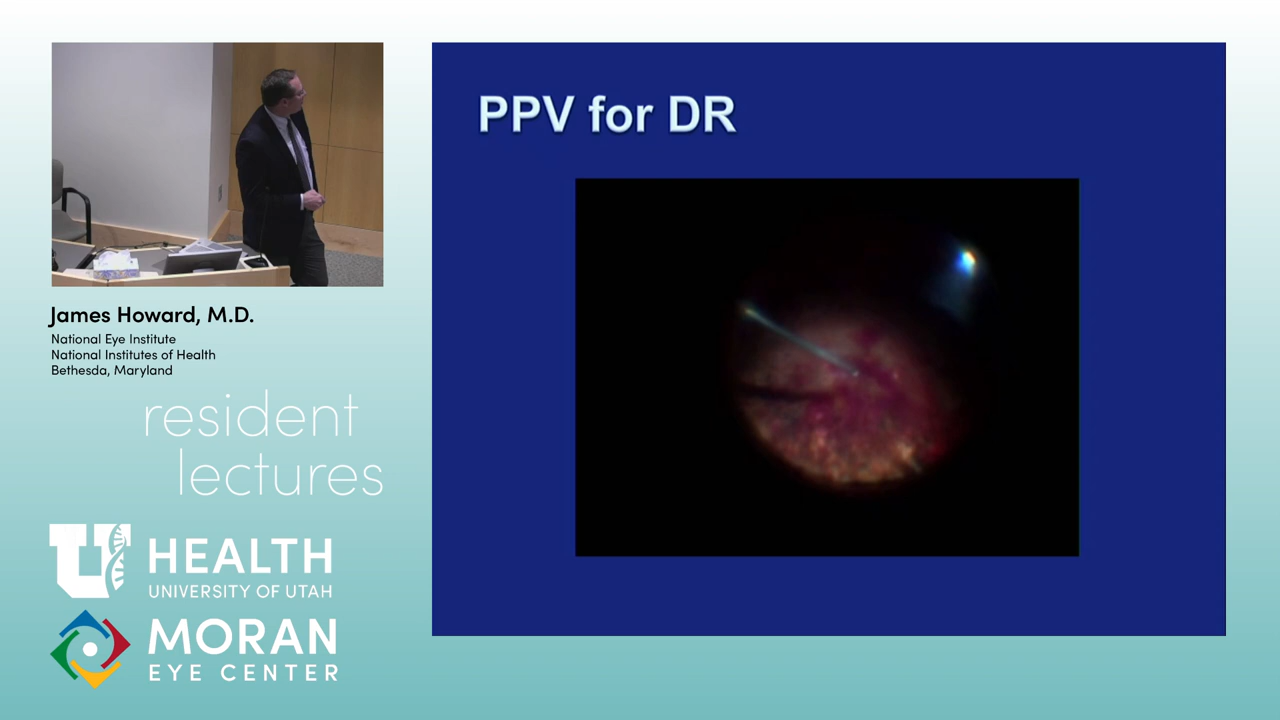 PPV for DR
James Howard, M.D.
National Eye Institute
National Institutes of Health
Bethesda, Maryland
resident
lectures
U HEALTH
UNIVERSITY OF UTAH
MORAN
EYE CENTER